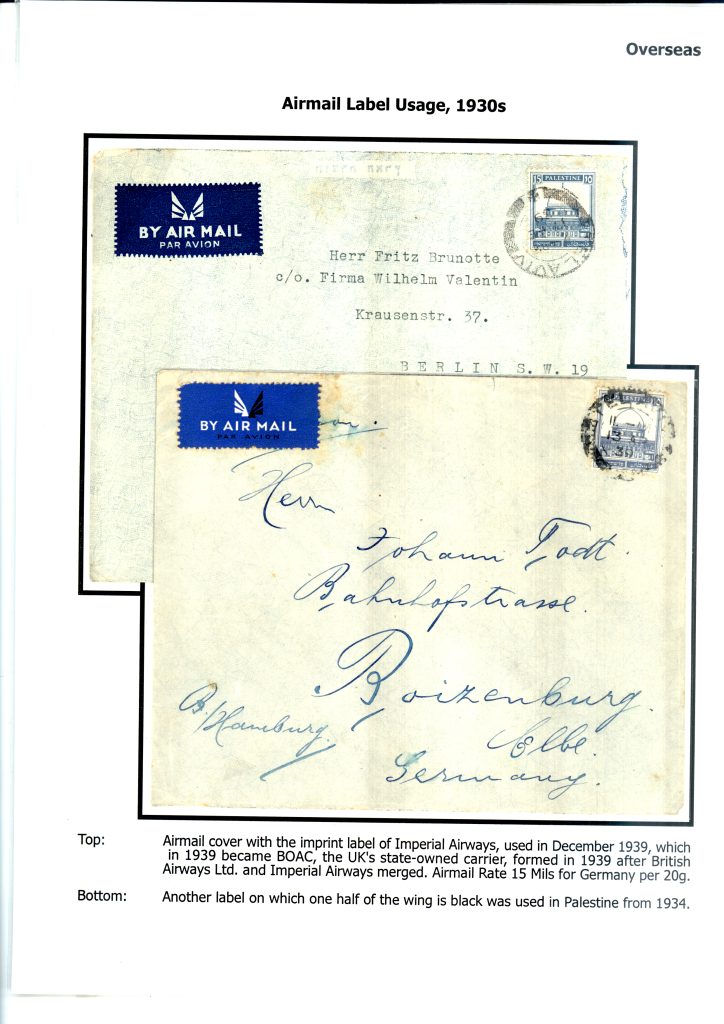 Overseas
Airmail Label Usage, 1930s
BY AIR MAIL
PAR AVION
15 PALESTINE
TEL AVIV
Herr Fritz Brunotte
c/o. Firma Wilhelm Valentin
Krausenstr. 37.
BERLIN S.W. 19
BY AIR MAIL
PAR AVION
PALESTINE
Herrn
Johann Todt.
Bahnhofstrasse.
Boizenburg.
B/Hamburg.
Elbe.
Germany.
Top: Airmail cover with the imprint label of Imperial Airways, used in December 1939, which
in 1939 became BOAC, the UK's state-owned carrier, formed in 1939 after British
Airways Ltd. and Imperial Airways merged. Airmail Rate 15 Mils for Germany per 20g.
Bottom: Another label on which one half of the wing is black was used in Palestine from 1934.